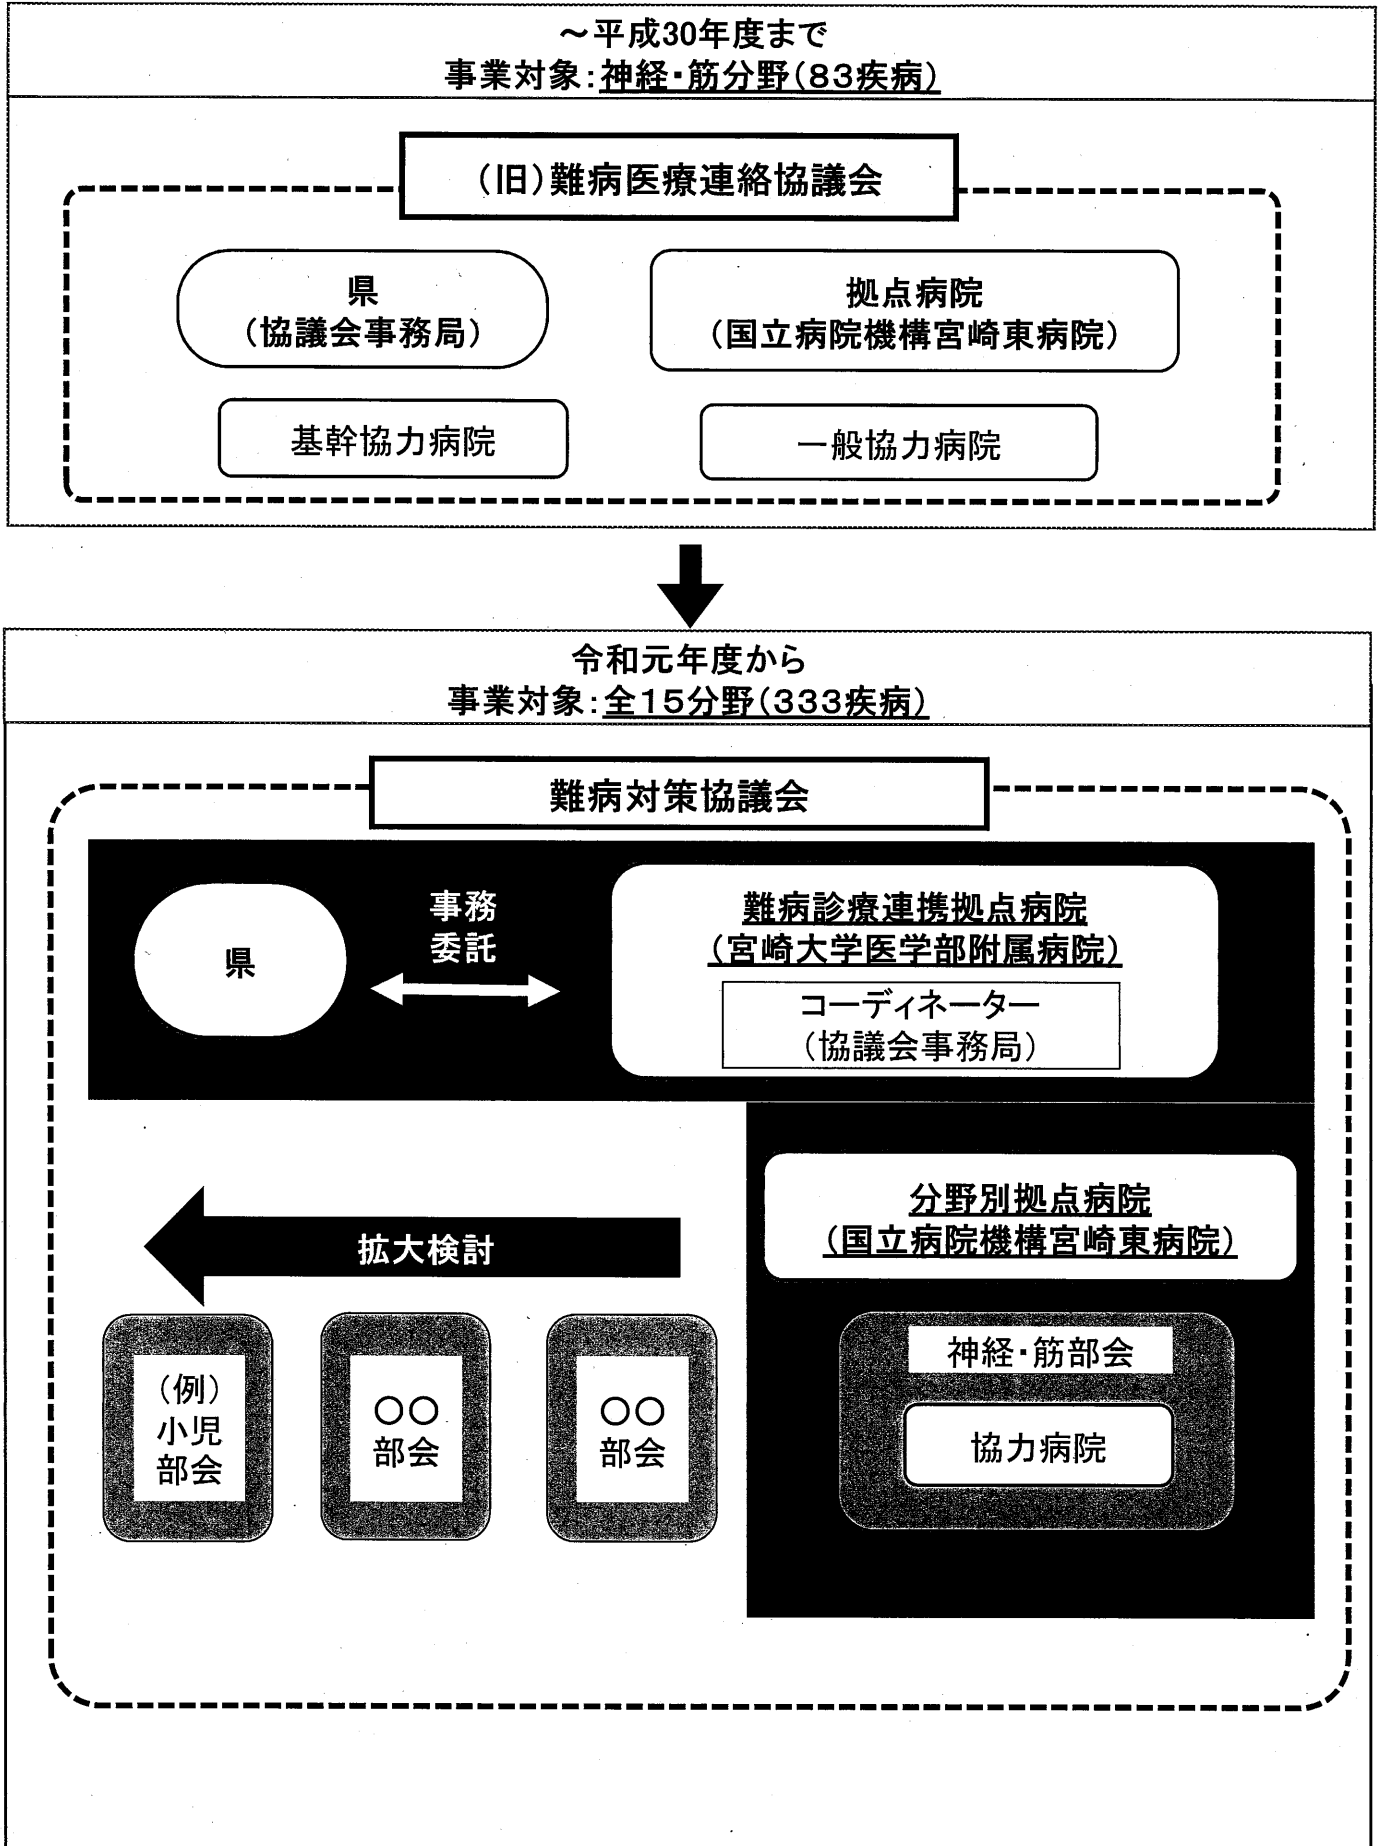 ～平成30年度まで
事業対象：神経・筋分野（83疾病）
（旧）難病医療連絡協議会
県
（協議会事務局）
拠点病院
（国立病院機構宮崎東病院）
基幹協力病院
一般協力病院
令和元年度から
事業対象：全15分野（333疾病）
難病対策協議会
県
事務
委託
難病診療連携拠点病院
（宮崎大学医学部附属病院）
コーディネーター
（協議会事務局）
分野別拠点病院
（国立病院機構宮崎東病院）
拡大検討
（例）
小児
部会
○○
部会
○○
部会
神経・筋部会
協力病院